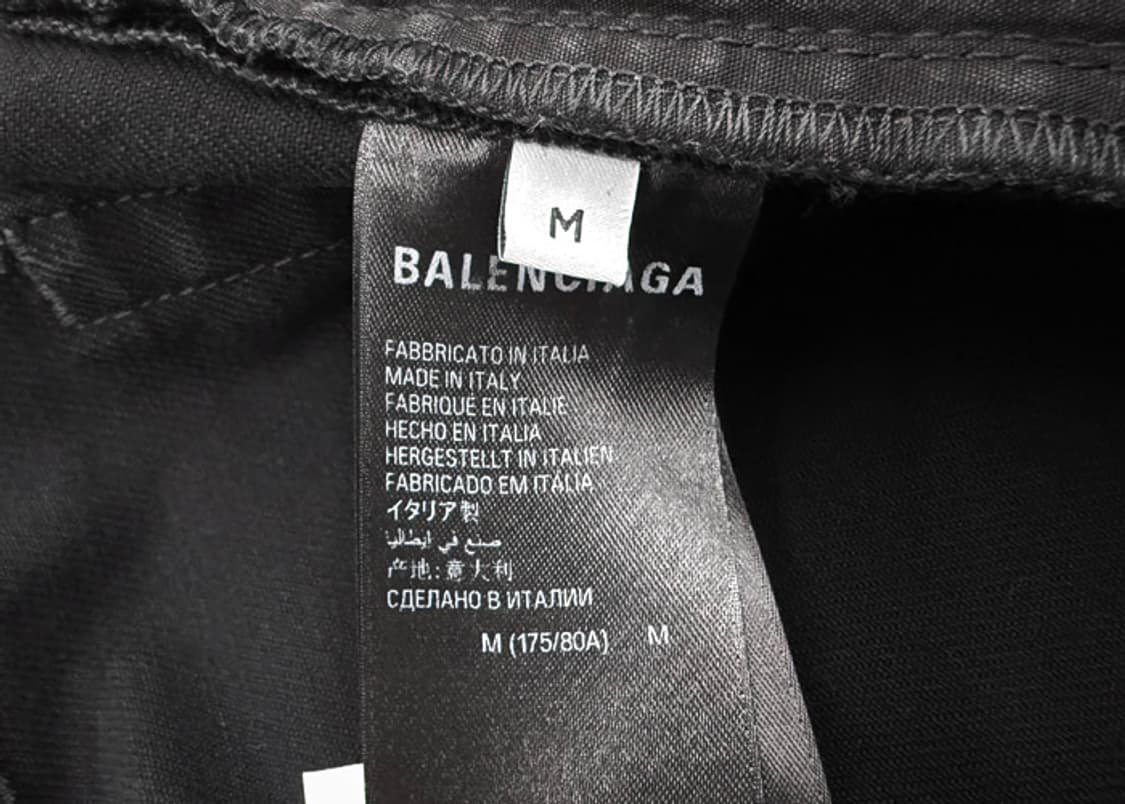 M
BALENCIAGA
FABBRICATO IN ITALIA
MADE IN ITALY
FABRIQUÉ EN ITALIE
HECHO EN ITALIA
HERGESTELLT IN ITALIEN
FABRICADO EM ITALIA
イタリア製
صنع في ايطاليا
产地:意大利
СДЕЛАНО В ИТАЛИИ
M (175/80A) M